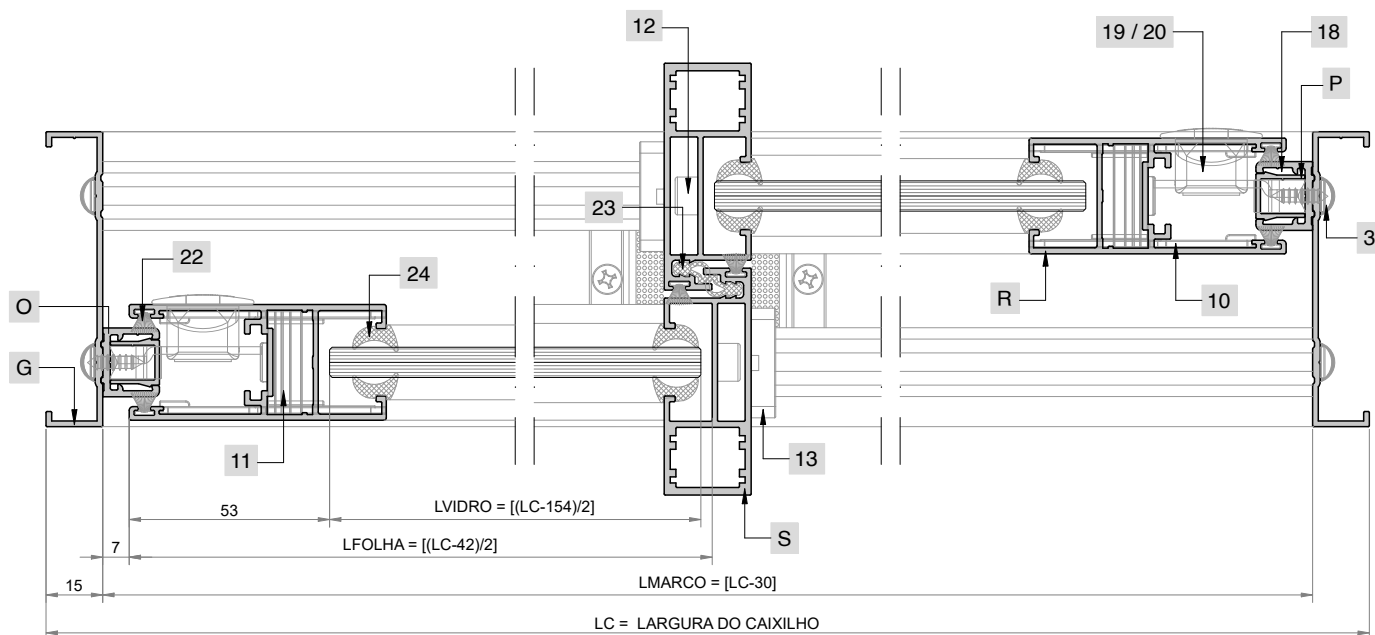 12
19 / 20
18
P
23
3
22
24
O
R
10
G
11
13
S
53
LVIDRO = [(LC-154)/2]
7
LFOLHA = [(LC-42)/2]
15
LMARCO = [LC-30]
LC = LARGURA DO CAIXILHO